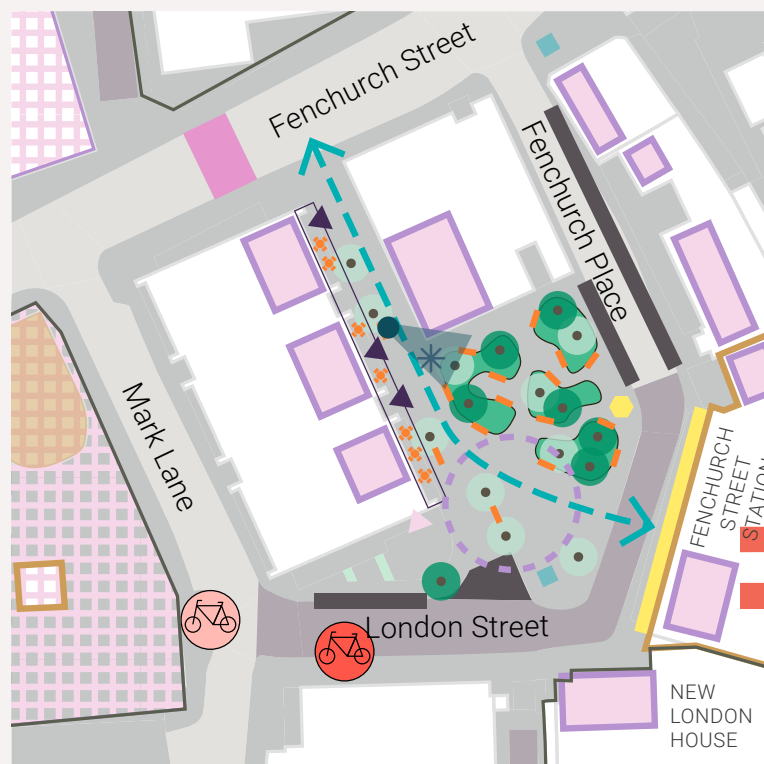 Fenchurch Street
Fenchurch Place
Mark Lane
FENCHURCH
STREET
STATION
London Street
NEW
LONDON
HOUSE